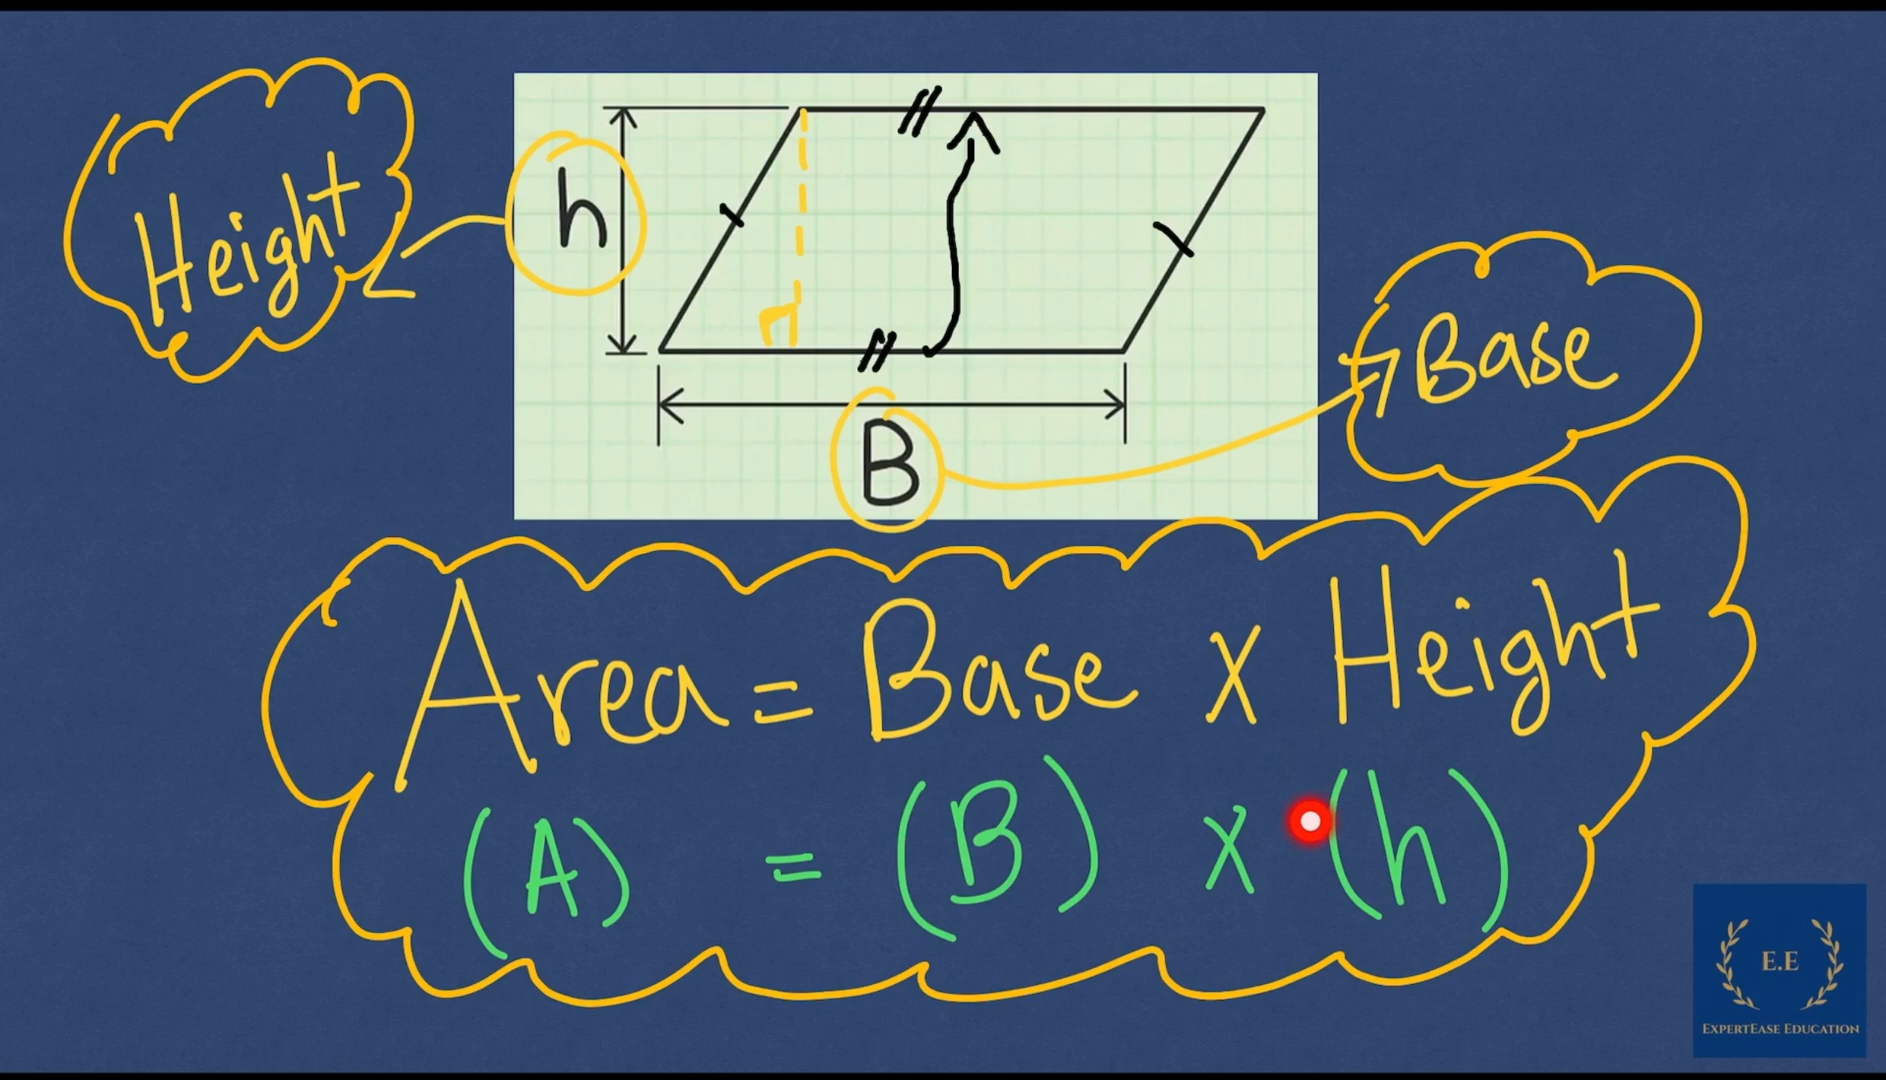 Height
h
B
Base
Area = Base x Height
(A) = (B) x (h)
E.E
EXPERTEASE EDUCATION